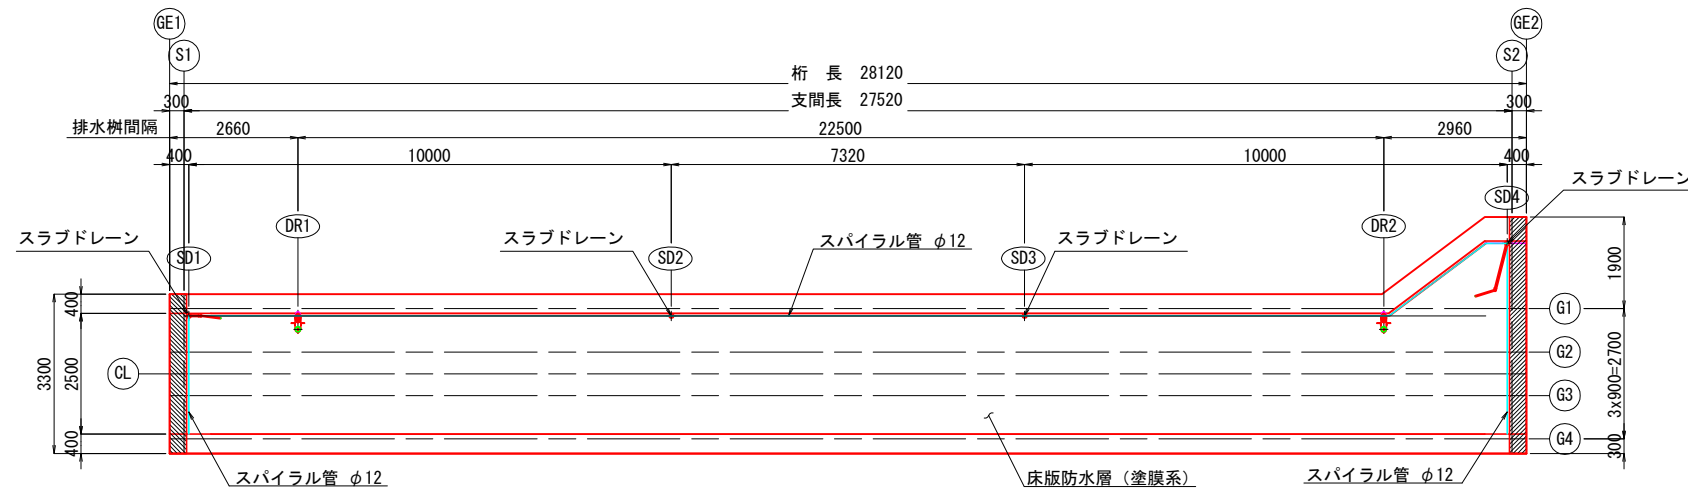 GE1
GE2
S1
S2
桁 長 28120
300
支間長 27520
300
排水桝間隔
2660
22500
2960
400
10000
7320
10000
400
スラブドレーン
SD4
DR1
DR2
スラブドレーン
スラブドレーン
スパイラル管 φ12
スラブドレーン
SD1
SD2
SD3
1900
400
G1
3300
2500
CL
G2
3x900=2700
G3
400
G4
300
スパイラル管 φ12
床版防水層（塗膜系）
スパイラル管 φ12